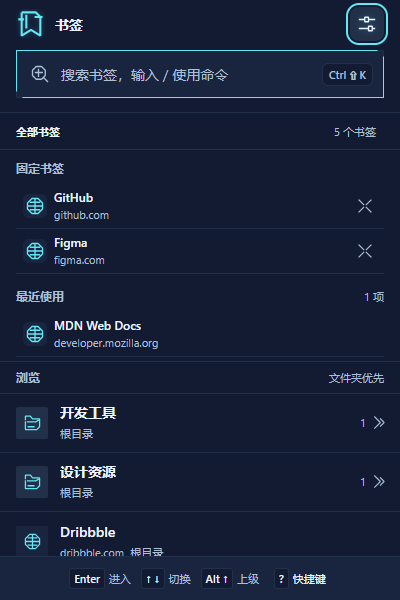 书签
搜索书签，输入 / 使用命令 Ctrl ⇧ K
全部书签 5 个书签
固定书签
GitHub
github.com
Figma
figma.com
最近使用 1 项
MDN Web Docs
developer.mozilla.org
浏览 文件夹优先
开发工具
根目录 1
设计资源
根目录 1
Dribbble
dribbble.com 根目录
Enter 进入 ↑↓ 切换 Alt ↑ 上级 ? 快捷键